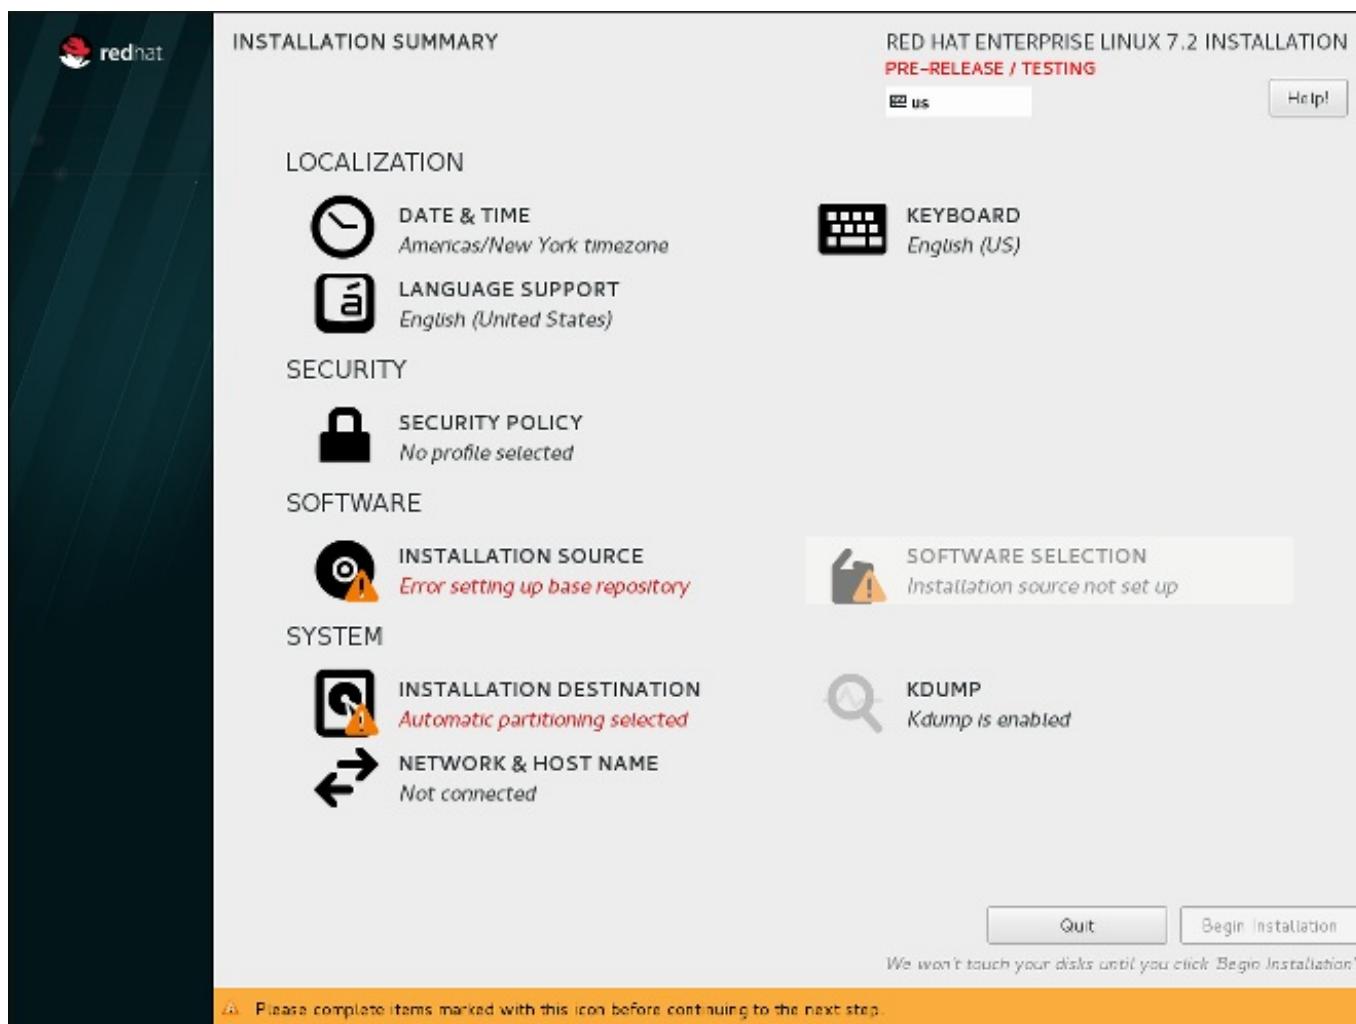 redhat
INSTALLATION SUMMARY
RED HAT ENTERPRISE LINUX 7.2 INSTALLATION
PRE-RELEASE / TESTING
us
Help!
LOCALIZATION
DATE & TIME
Americas/New York timezone
KEYBOARD
English (US)
LANGUAGE SUPPORT
English (United States)
SECURITY
SECURITY POLICY
No profile selected
SOFTWARE
INSTALLATION SOURCE
Error setting up base repository
SOFTWARE SELECTION
Installation source not set up
SYSTEM
INSTALLATION DESTINATION
Automatic partitioning selected
KDUMP
Kdump is enabled
NETWORK & HOST NAME
Not connected
Quit
Begin Installation
We won't touch your disks until you click 'Begin Installation'
Please complete items marked with this icon before continuing to the next step.